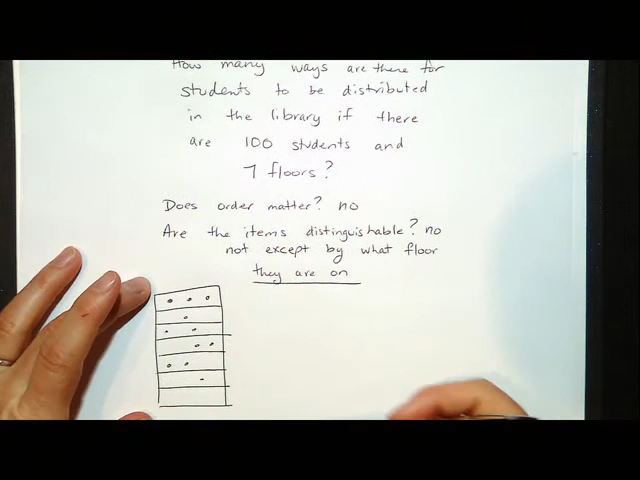 How many ways are there for
students to be distributed
in the library if there
are 100 students and
7 floors?
Does order matter? no
Are the items distinguishable? no
not except by what floor
they are on